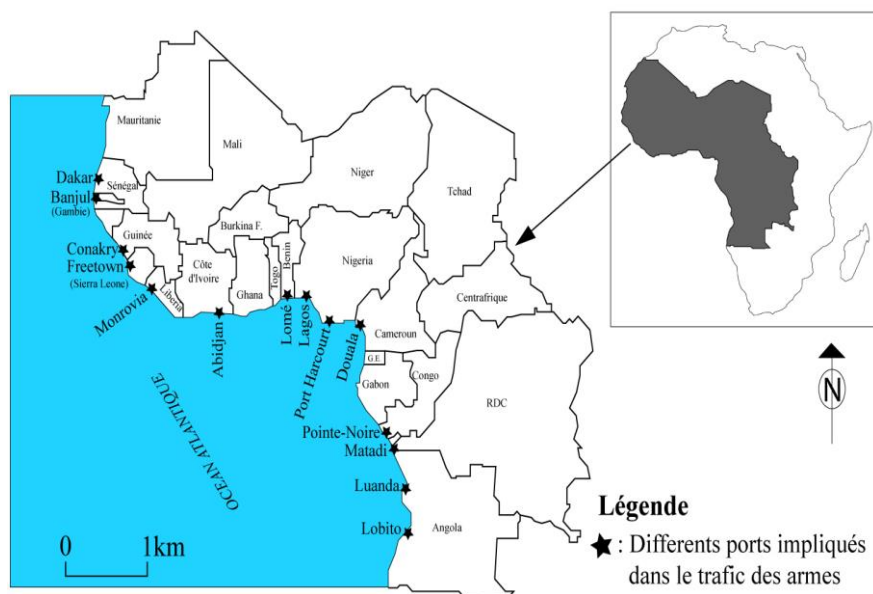 Mauritanie
Mali
Niger
Tchad
Dakar
Sénégal
Banjul
(Gambie)
Guinée
Burkina F.
Conakry
Freetown
(Sierra Leone)
Monrovia
Liberia
Côte
d'Ivoire
Ghana
Togo
Benin
Nigeria
Centrafrique
Cameroun
Abidjan
Lomé
Lagos
Port Harcourt
Douala
G.E.
Gabon
Congo
RDC
OCEAN ATLANTIQUE
Pointe-Noire
Matadi
Luanda
Lobito
Angola
0 1km
N
Légende
: Differents ports impliqués
dans le trafic des armes